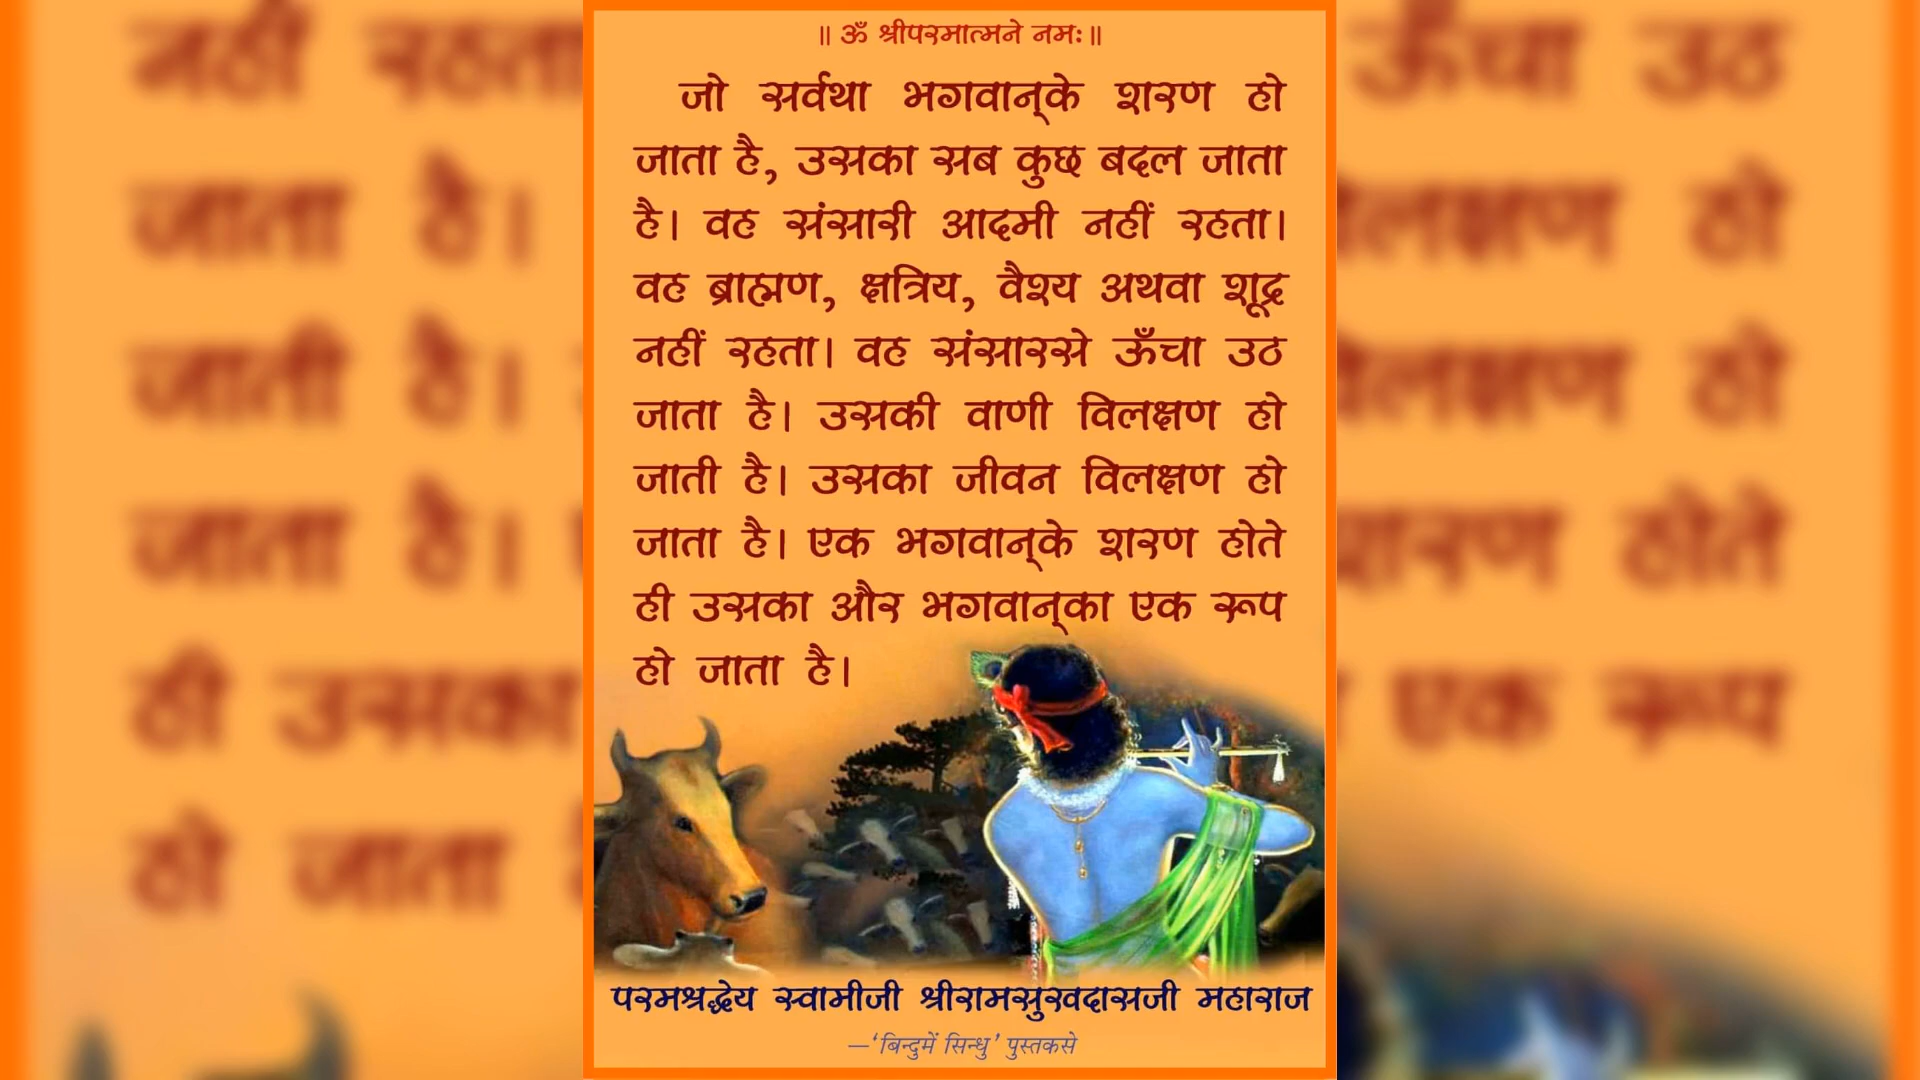 ॥ ॐ श्रीपरमात्मने नमः॥
जो सर्वथा भगवान्‌के शरण हो
जाता है, उसका सब कुछ बदल जाता
है। वह संसारी आदमी नहीं रहता।
वह ब्राह्मण, क्षत्रिय, वैश्य अथवा शूद्र
नहीं रहता। वह संसारसे ऊँचा उठ
जाता है। उसकी वाणी विलक्षण हो
जाती है। उसका जीवन विलक्षण हो
जाता है। एक भगवान्‌के शरण होते
ही उसका और भगवान्‌का एक रूप
हो जाता है।
परमश्रद्धेय स्वामीजी श्रीरामसुखदासजी महाराज
—‘बिन्दुमें सिन्धु’ पुस्तकसे